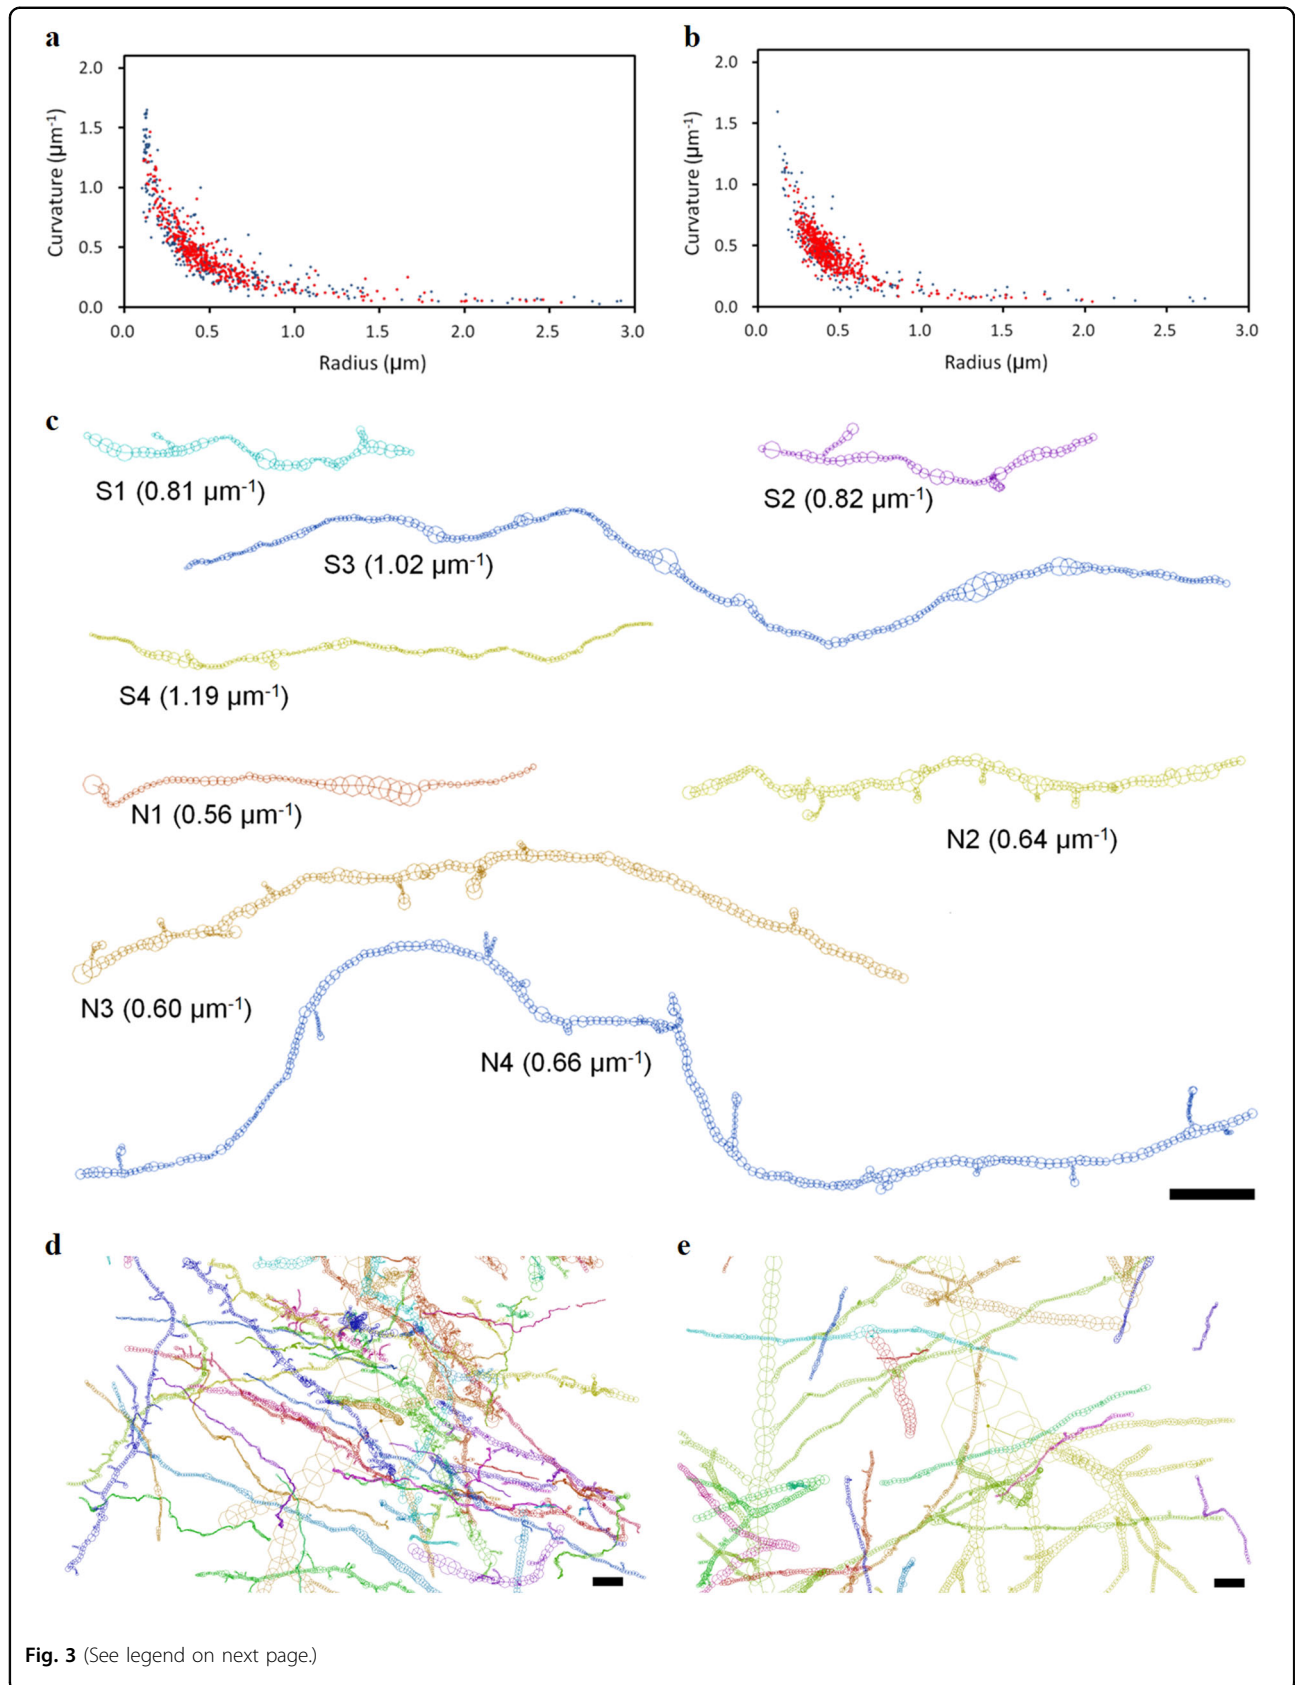 a
b
2.0
1.5
1.0
0.5
0.0
Curvature (μm⁻¹)
0.0 0.5 1.0 1.5 2.0 2.5 3.0
Radius (μm)
2.0
1.5
1.0
0.5
0.0
Curvature (μm⁻¹)
0.0 0.5 1.0 1.5 2.0 2.5 3.0
Radius (μm)
c
S1 (0.81 μm⁻¹)
S2 (0.82 μm⁻¹)
S3 (1.02 μm⁻¹)
S4 (1.19 μm⁻¹)
N1 (0.56 μm⁻¹)
N2 (0.64 μm⁻¹)
N3 (0.60 μm⁻¹)
N4 (0.66 μm⁻¹)
d
e
Fig. 3 (See legend on next page.)